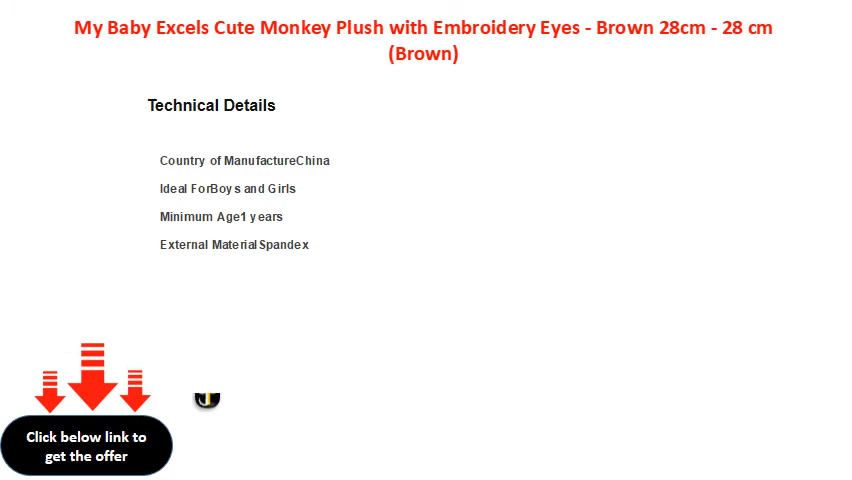 My Baby Excels Cute Monkey Plush with Embroidery Eyes - Brown 28cm - 28 cm
(Brown)
Technical Details
Country of ManufactureChina
Ideal ForBoys and Girls
Minimum Age1 years
External MaterialSpandex
Click below link to
get the offer